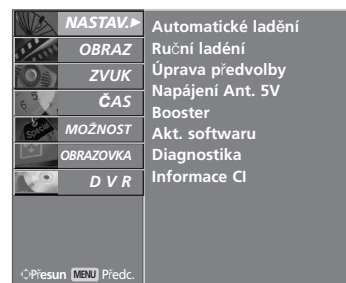 NASTAV.
OBRAZ
ZVUK
ČAS
MOŽNOST
OBRAZOVKA
D V R
Automatické ladění
Ruční ladéní
Úprava předvolby
Napájení Ant. 5V
Booster
Akt. softwaru
Diagnostika
Informace CI
Přesun MENU Předc.